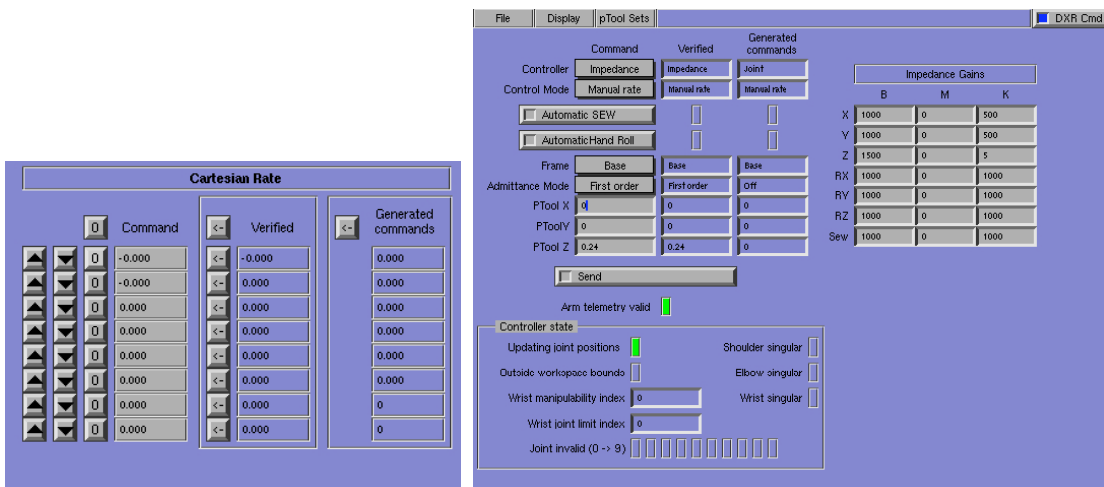 Cartesian Rate
0 Command <- Verified <- Generated commands
0 -0.000 <- -0.000 0.000
0 -0.000 <- 0.000 0.000
0 0.000 <- 0.000 0.000
0 0.000 <- 0.000 0.000
0 0.000 <- 0.000 0.000
0 0.000 <- 0.000 0.000
0 0.000 <- 0.000 0
0 0.000 <- 0.000 0
File Display pTool Sets DXR Cmd
Command Verified Generated commands
Controller Impedance Impedance Joint
Control Mode Manual rate Manual rate Manual rate
Automatic SEW
AutomaticHand Roll
Frame Base Base Base
Admittance Mode First order First order Off
PTool X 0 0 0
PToolY 0 0 0
PTool Z 0.24 0.24 0
Send
Arm telemetry valid
Impedance Gains
B M K
X 1000 0 500
Y 1000 0 500
Z 1500 0 5
RX 1000 0 1000
RY 1000 0 1000
RZ 1000 0 1000
Sew 1000 0 1000
Controller state
Updating joint positions Shoulder singular
Outside workspace bounds Elbow singular
Wrist manipulability index 0 Wrist singular
Wrist joint limit index 0
Joint invalid (0 -> 9)